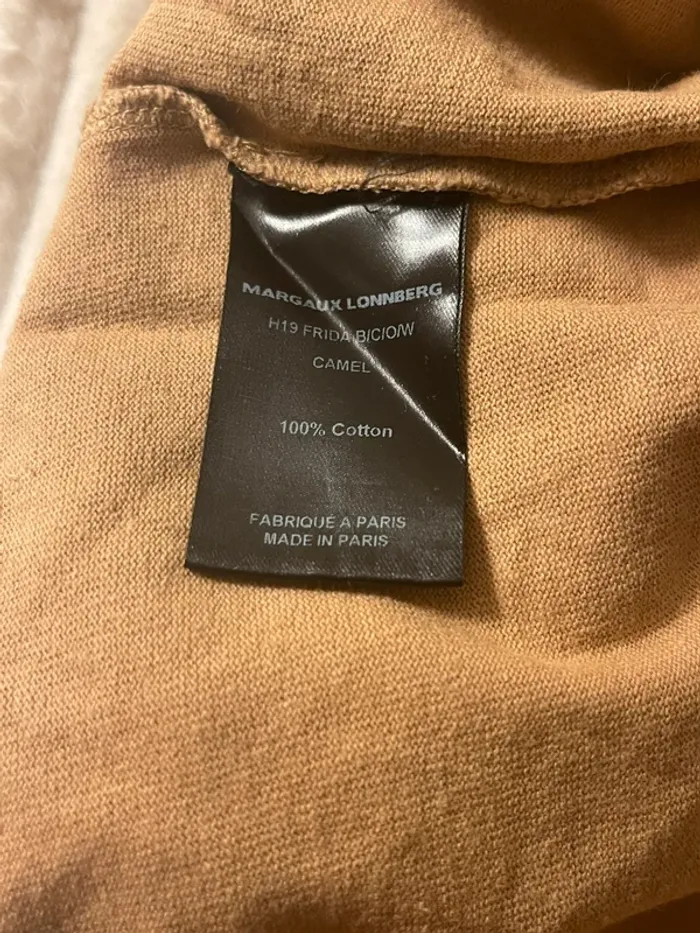 MARGAUX LONNBERG
H19 FRIDA B/C/O/W
CAMEL
100% Cotton
FABRIQUÉ A PARIS
MADE IN PARIS